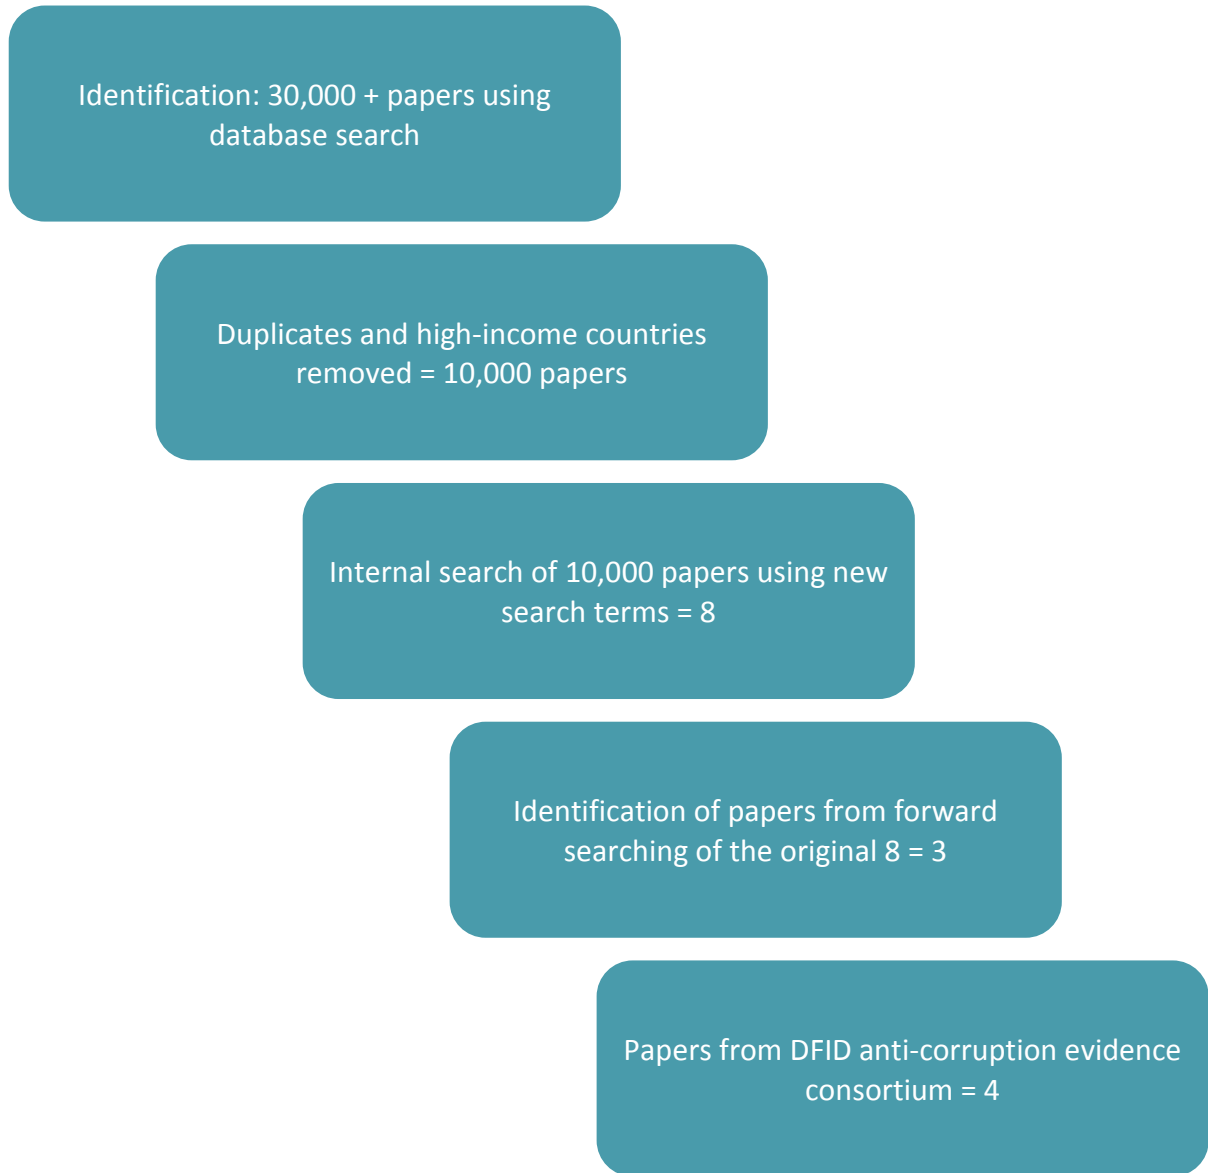 Identification: 30,000 + papers using
database search
Duplicates and high-income countries
removed = 10,000 papers
Internal search of 10,000 papers using new
search terms = 8
Identification of papers from forward
searching of the original 8 = 3
Papers from DFID anti-corruption evidence
consortium = 4